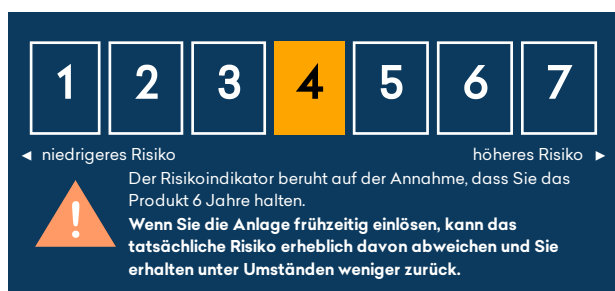 1 2 3 4 5 6 7
◄ niedrigeres Risiko höheres Risiko ►
Der Risikoindikator beruht auf der Annahme, dass Sie das
Produkt 6 Jahre halten.
Wenn Sie die Anlage frühzeitig einlösen, kann das
tatsächliche Risiko erheblich davon abweichen und Sie
erhalten unter Umständen weniger zurück.